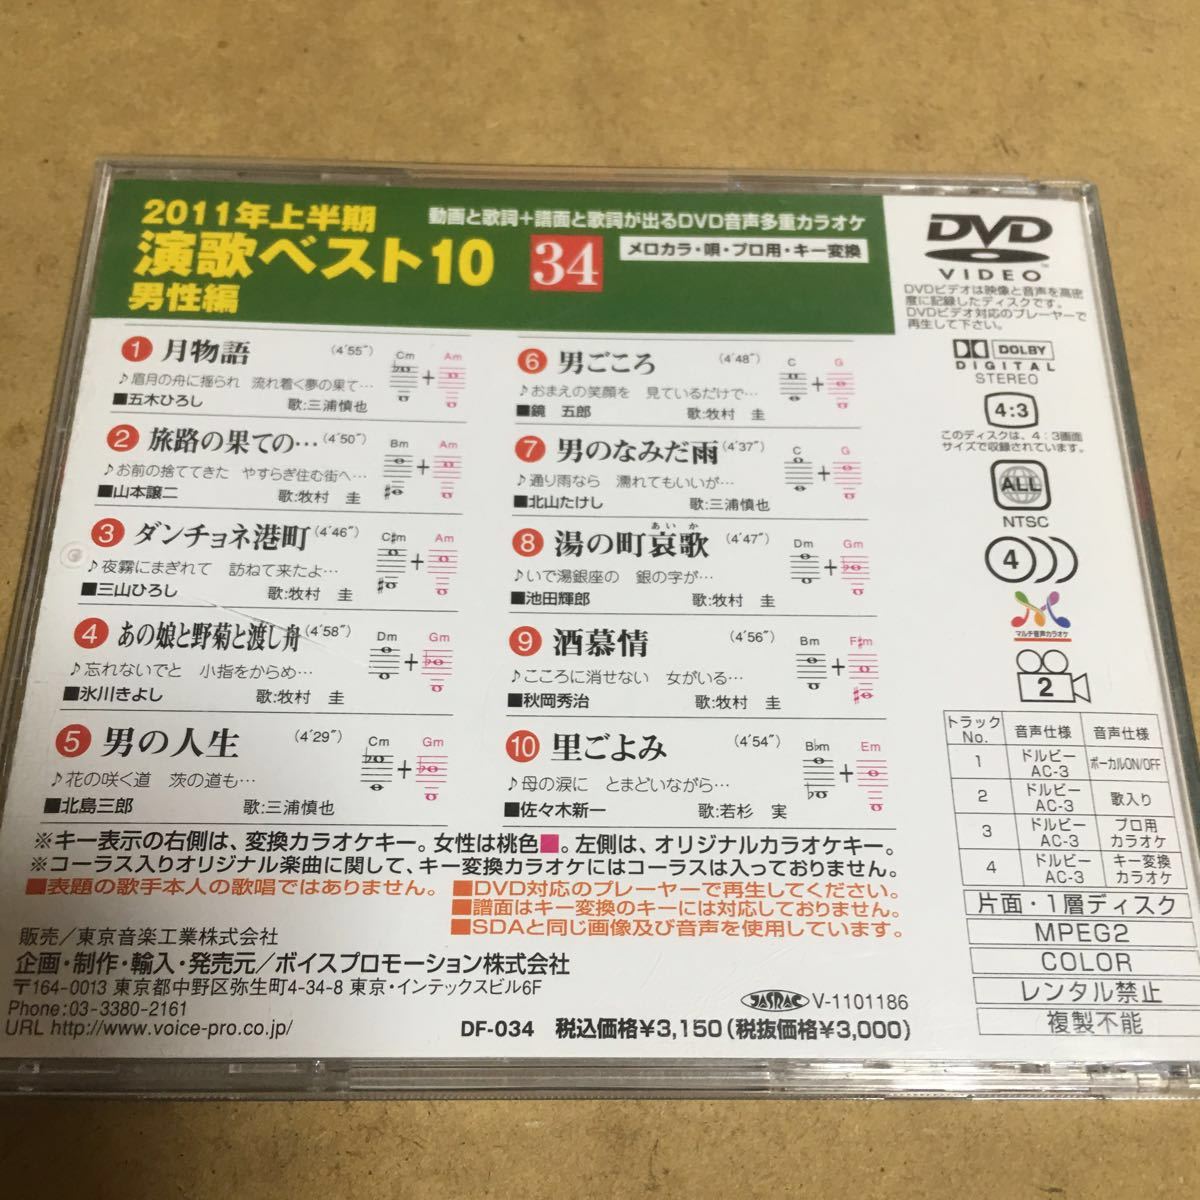 2011年上半期
演歌ベスト10
男性編
34
動画と歌詞+譜面と歌詞が出るDVD音声多重カラオケ
メロカラ・唄・プロ用・キー変換
1 月物語 (4'55") Cm Am
♪眉月の舟に揺られ 流れ着く夢の果て…
■五木ひろし 歌:三浦慎也
2 旅路の果ての… (4'50") Bm Am
♪お前の捨ててきた やすらぎ住む街へ…
■山本譲二 歌:牧村 圭
3 ダンチョネ港町 (4'46") C♯m Am
♪夜霧にまぎれて 訪ねて来たよ…
■三山ひろし 歌:牧村 圭
4 あの娘と野菊と渡し舟 (4'58") Dm Gm
♪忘れないでと 小指をからめ…
■氷川きよし 歌:牧村 圭
5 男の人生 (4'29") Cm Gm
♪花の咲く道 茨の道も…
■北島三郎 歌:三浦慎也
6 男ごころ (4'48") C G
♪おまえの笑顔を 見ているだけで…
■鏡 五郎 歌:牧村 圭
7 男のなみだ雨 (4'37") C G
♪通り雨なら 濡れてもいいが…
■北山たけし 歌:三浦慎也
あいか
8 湯の町哀歌 (4'47") Dm Gm
♪いで湯銀座の 銀の字が…
■池田輝郎 歌:牧村 圭
9 酒慕情 (4'56") Bm F♯m
♪こころに消せない 女がいる…
■秋岡秀治 歌:牧村 圭
10 里ごよみ (4'54") B♭m Em
♪母の涙に とまどいながら…
■佐々木新一 歌:若杉 実
※キー表示の右側は、変換カラオケキー。女性は桃色■。左側は、オリジナルカラオケキー。
※コーラス入りオリジナル楽曲に関して、キー変換カラオケにはコーラスは入っておりません。
■表題の歌手本人の歌唱ではありません。
■DVD対応のプレーヤーで再生してください。
■譜面はキー変換のキーには対応しておりません。
■SDAと同じ画像及び音声を使用しています。
販売/東京音楽工業株式会社
企画・制作・輸入・発売元/ボイスプロモーション株式会社
〒164-0013 東京都中野区弥生町4-34-8 東京・インテックスビル6F
Phone:03-3380-2161
URL http://www.voice-pro.co.jp/
JASRAC V-1101186
DF-034 税込価格¥3,150(税抜価格¥3,000)
DVD
VIDEO™
DVDビデオは映像と音声を高密
度に記録したディスクです。
DVDビデオ対応のプレーヤーで
再生して下さい。
DOLBY
DIGITAL
STEREO
4:3
このディスクは、4:3画面
サイズで収録されています。
ALL
NTSC
4
マルチ音声カラオケ
2
トラックNo. 音声仕様 音声仕様
1 ドルビーAC-3 ボーカルON/OFF
2 ドルビーAC-3 歌入り
3 ドルビーAC-3 プロ用カラオケ
4 ドルビーAC-3 キー変換カラオケ
片面・1層ディスク
MPEG2
COLOR
レンタル禁止
複製不能